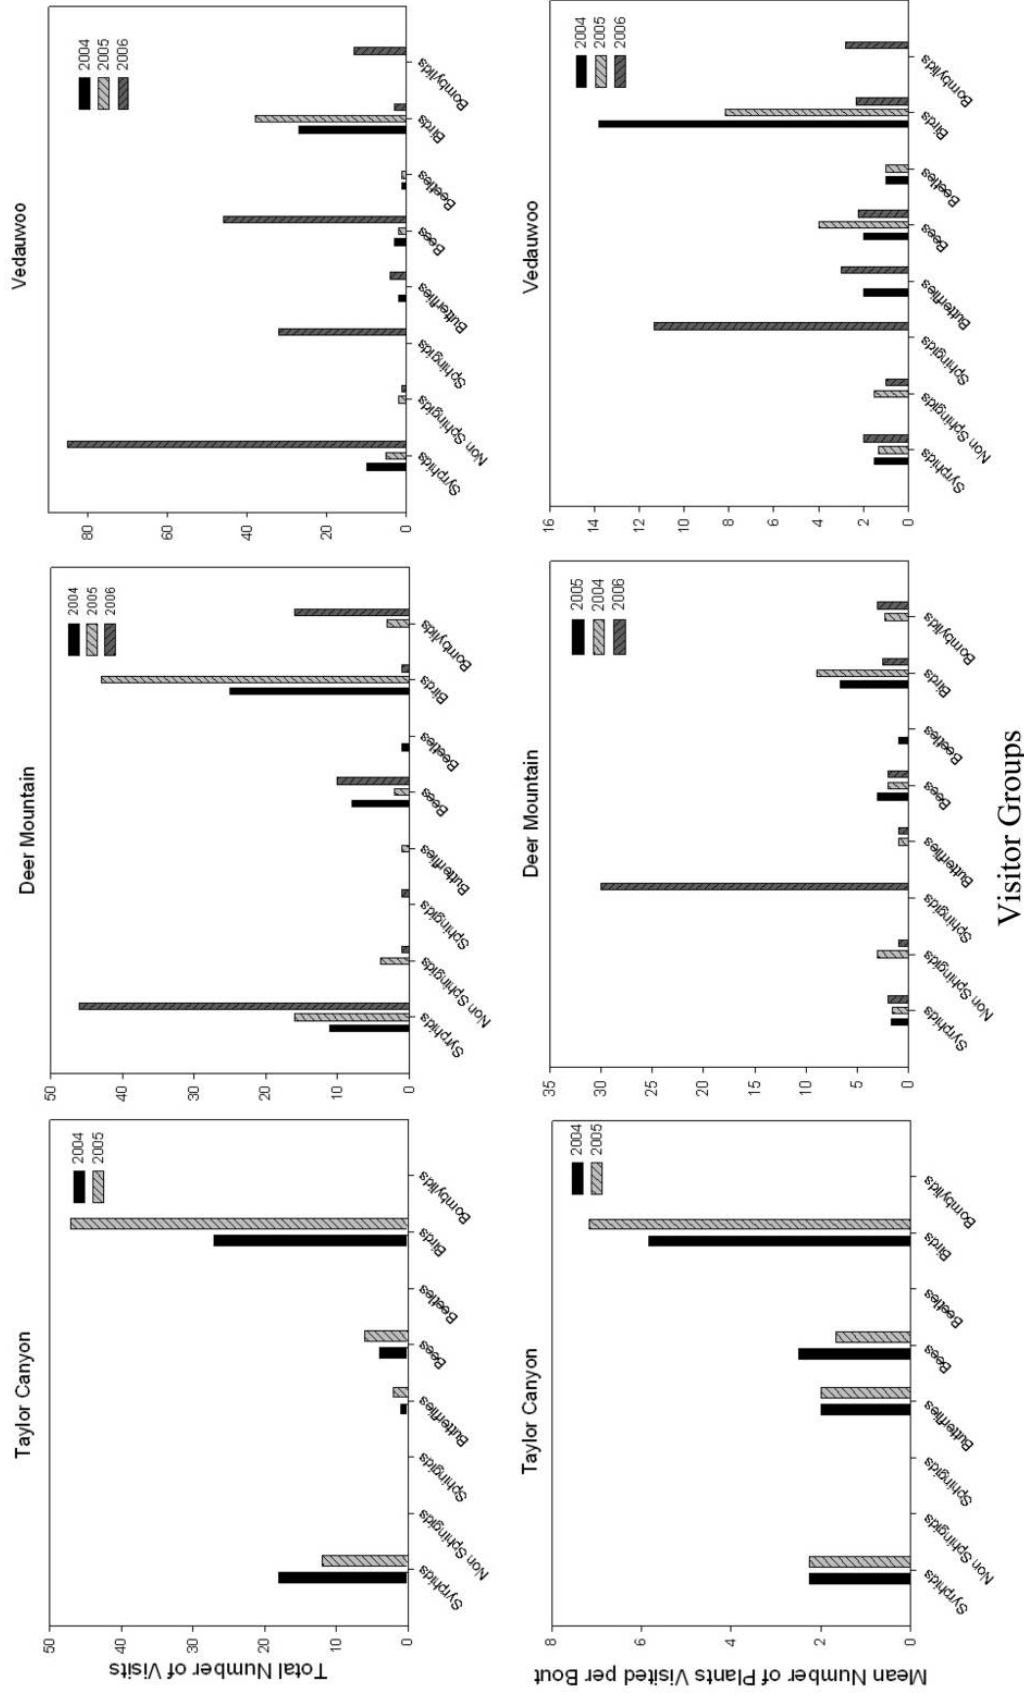 Taylor Canyon
50
40
30
20
10
0
Total Number of Visits
2004
2005
Syrphids
Non Sphingids
Sphingids
Butterflies
Bees
Beetles
Birds
Bombyliids
Deer Mountain
50
40
30
20
10
0
2004
2005
2006
Syrphids
Non Sphingids
Sphingids
Butterflies
Bees
Beetles
Birds
Bombyliids
Vedauwoo
80
60
40
20
0
2004
2005
2006
Syrphids
Non Sphingids
Sphingids
Butterflies
Bees
Beetles
Birds
Bombyliids
Taylor Canyon
8
6
4
2
0
Mean Number of Plants Visited per Bout
2004
2005
Syrphids
Non Sphingids
Sphingids
Butterflies
Bees
Beetles
Birds
Bombyliids
Deer Mountain
35
30
25
20
15
10
5
0
2005
2004
2006
Syrphids
Non Sphingids
Sphingids
Butterflies
Bees
Beetles
Birds
Bombyliids
Vedauwoo
16
14
12
10
8
6
4
2
0
2004
2005
2006
Syrphids
Non Sphingids
Sphingids
Butterflies
Bees
Beetles
Birds
Bombyliids
Visitor Groups